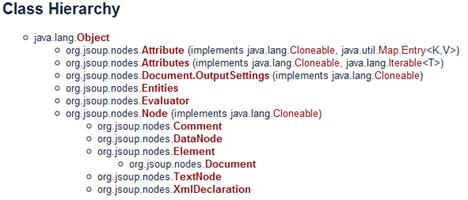 Class Hierarchy
java.lang.Object
org.jsoup.nodes.Attribute (implements java.lang.Cloneable, java.util.Map.Entry<K,V>)
org.jsoup.nodes.Attributes (implements java.lang.Cloneable, java.lang.Iterable<T>)
org.jsoup.nodes.Document.OutputSettings (implements java.lang.Cloneable)
org.jsoup.nodes.Entities
org.jsoup.nodes.Evaluator
org.jsoup.nodes.Node (implements java.lang.Cloneable)
org.jsoup.nodes.Comment
org.jsoup.nodes.DataNode
org.jsoup.nodes.Element
org.jsoup.nodes.Document
org.jsoup.nodes.TextNode
org.jsoup.nodes.XmlDeclaration